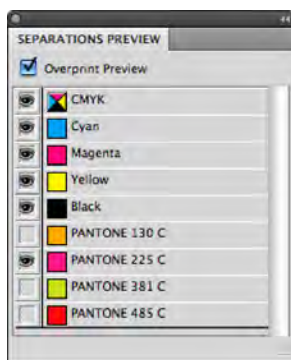 SEPARATIONS PREVIEW
Overprint Preview
CMYK
Cyan
Magenta
Yellow
Black
PANTONE 130 C
PANTONE 225 C
PANTONE 381 C
PANTONE 485 C